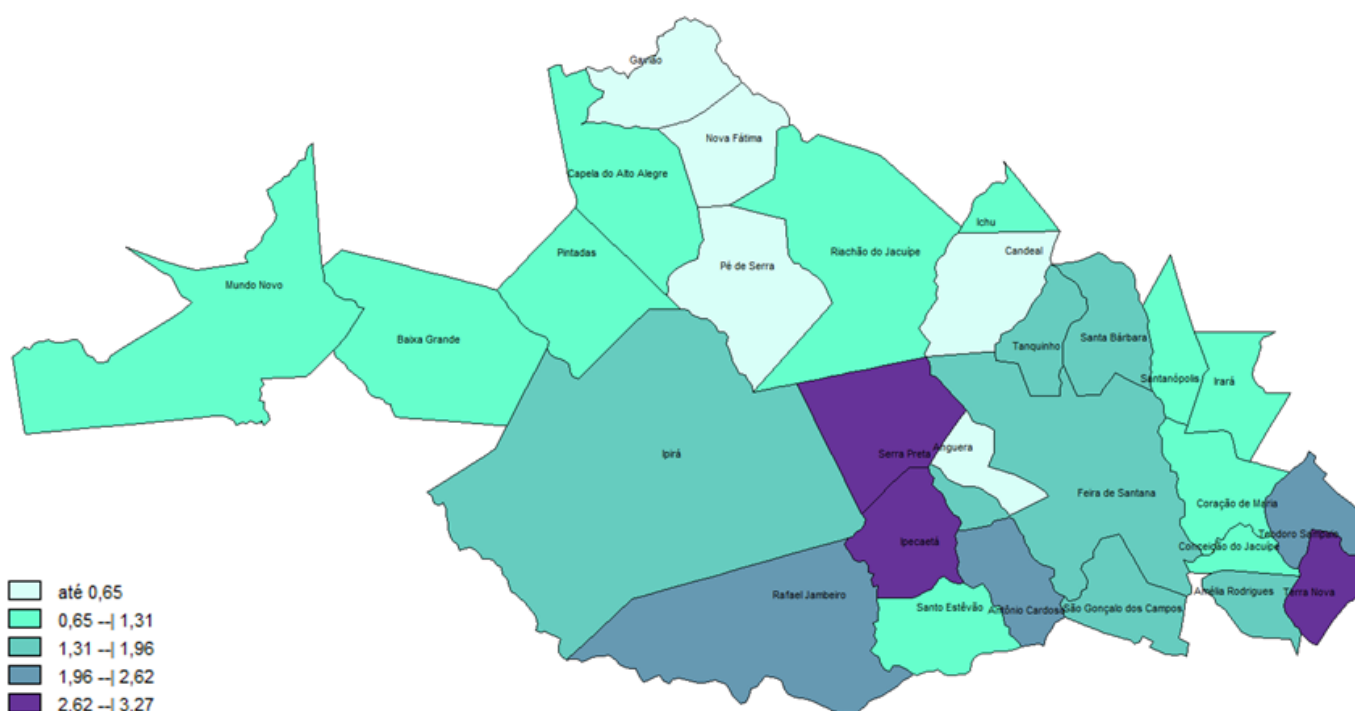 Gavião
Nova Fátima
Capela do Alto Alegre
Ichu
Riachão do Jacuípe
Candeal
Pintadas
Pé de Serra
Mundo Novo
Baixa Grande
Tanquinho
Santa Bárbara
Santanópolis
Irará
Ipirá
Serra Preta
Anguera
Feira de Santana
Coração de Maria
Teodoro Sampaio
Ipecaetá
Conceição do Jacuípe
Rafael Jambeiro
Santo Estêvão
Antônio Cardoso
São Gonçalo dos Campos
Amélia Rodrigues
Terra Nova
até 0,65
0,65 --| 1,31
1,31 --| 1,96
1,96 --| 2,62
2,62 --| 3,27